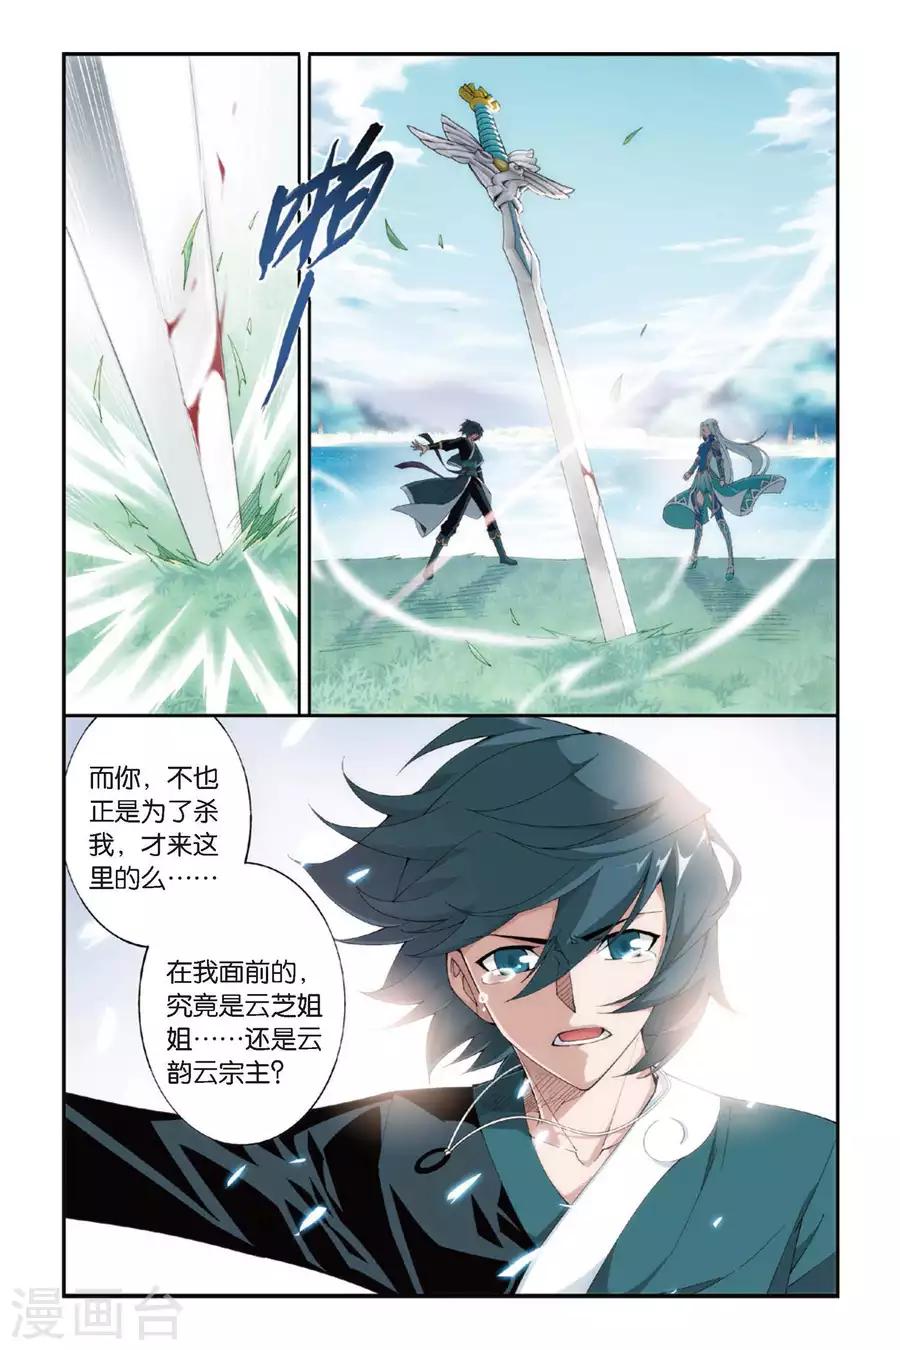 啪
而你，不也
正是为了杀
我，才来这
里的么……
在我面前的，
究竟是云芝姐
姐……还是云
韵云宗主？
漫画台